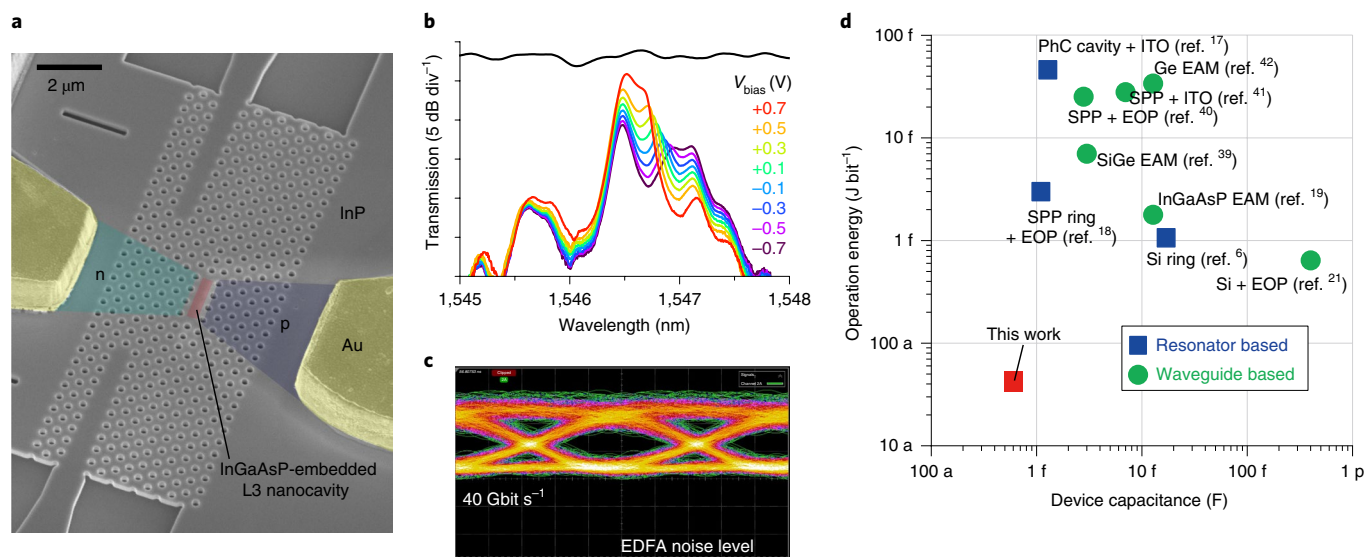 a
2 μm
InP
n
p
Au
InGaAsP-embedded
L3 nanocavity
b
Transmission (5 dB div⁻¹)
V_bias (V)
+0.7
+0.5
+0.3
+0.1
−0.1
−0.3
−0.5
−0.7
1,545
1,546
1,547
1,548
Wavelength (nm)
c
Clipped
40 Gbit s⁻¹
EDFA noise level
d
Operation energy (J bit⁻¹)
100 f
10 f
1 f
100 a
10 a
PhC cavity + ITO (ref. 17)
Ge EAM (ref. 42)
SPP + ITO (ref. 41)
SPP + EOP (ref. 40)
SiGe EAM (ref. 39)
InGaAsP EAM (ref. 19)
SPP ring
+ EOP (ref. 18)
Si ring (ref. 6)
Si + EOP (ref. 21)
This work
Resonator based
Waveguide based
100 a
1 f
10 f
100 f
1 p
Device capacitance (F)